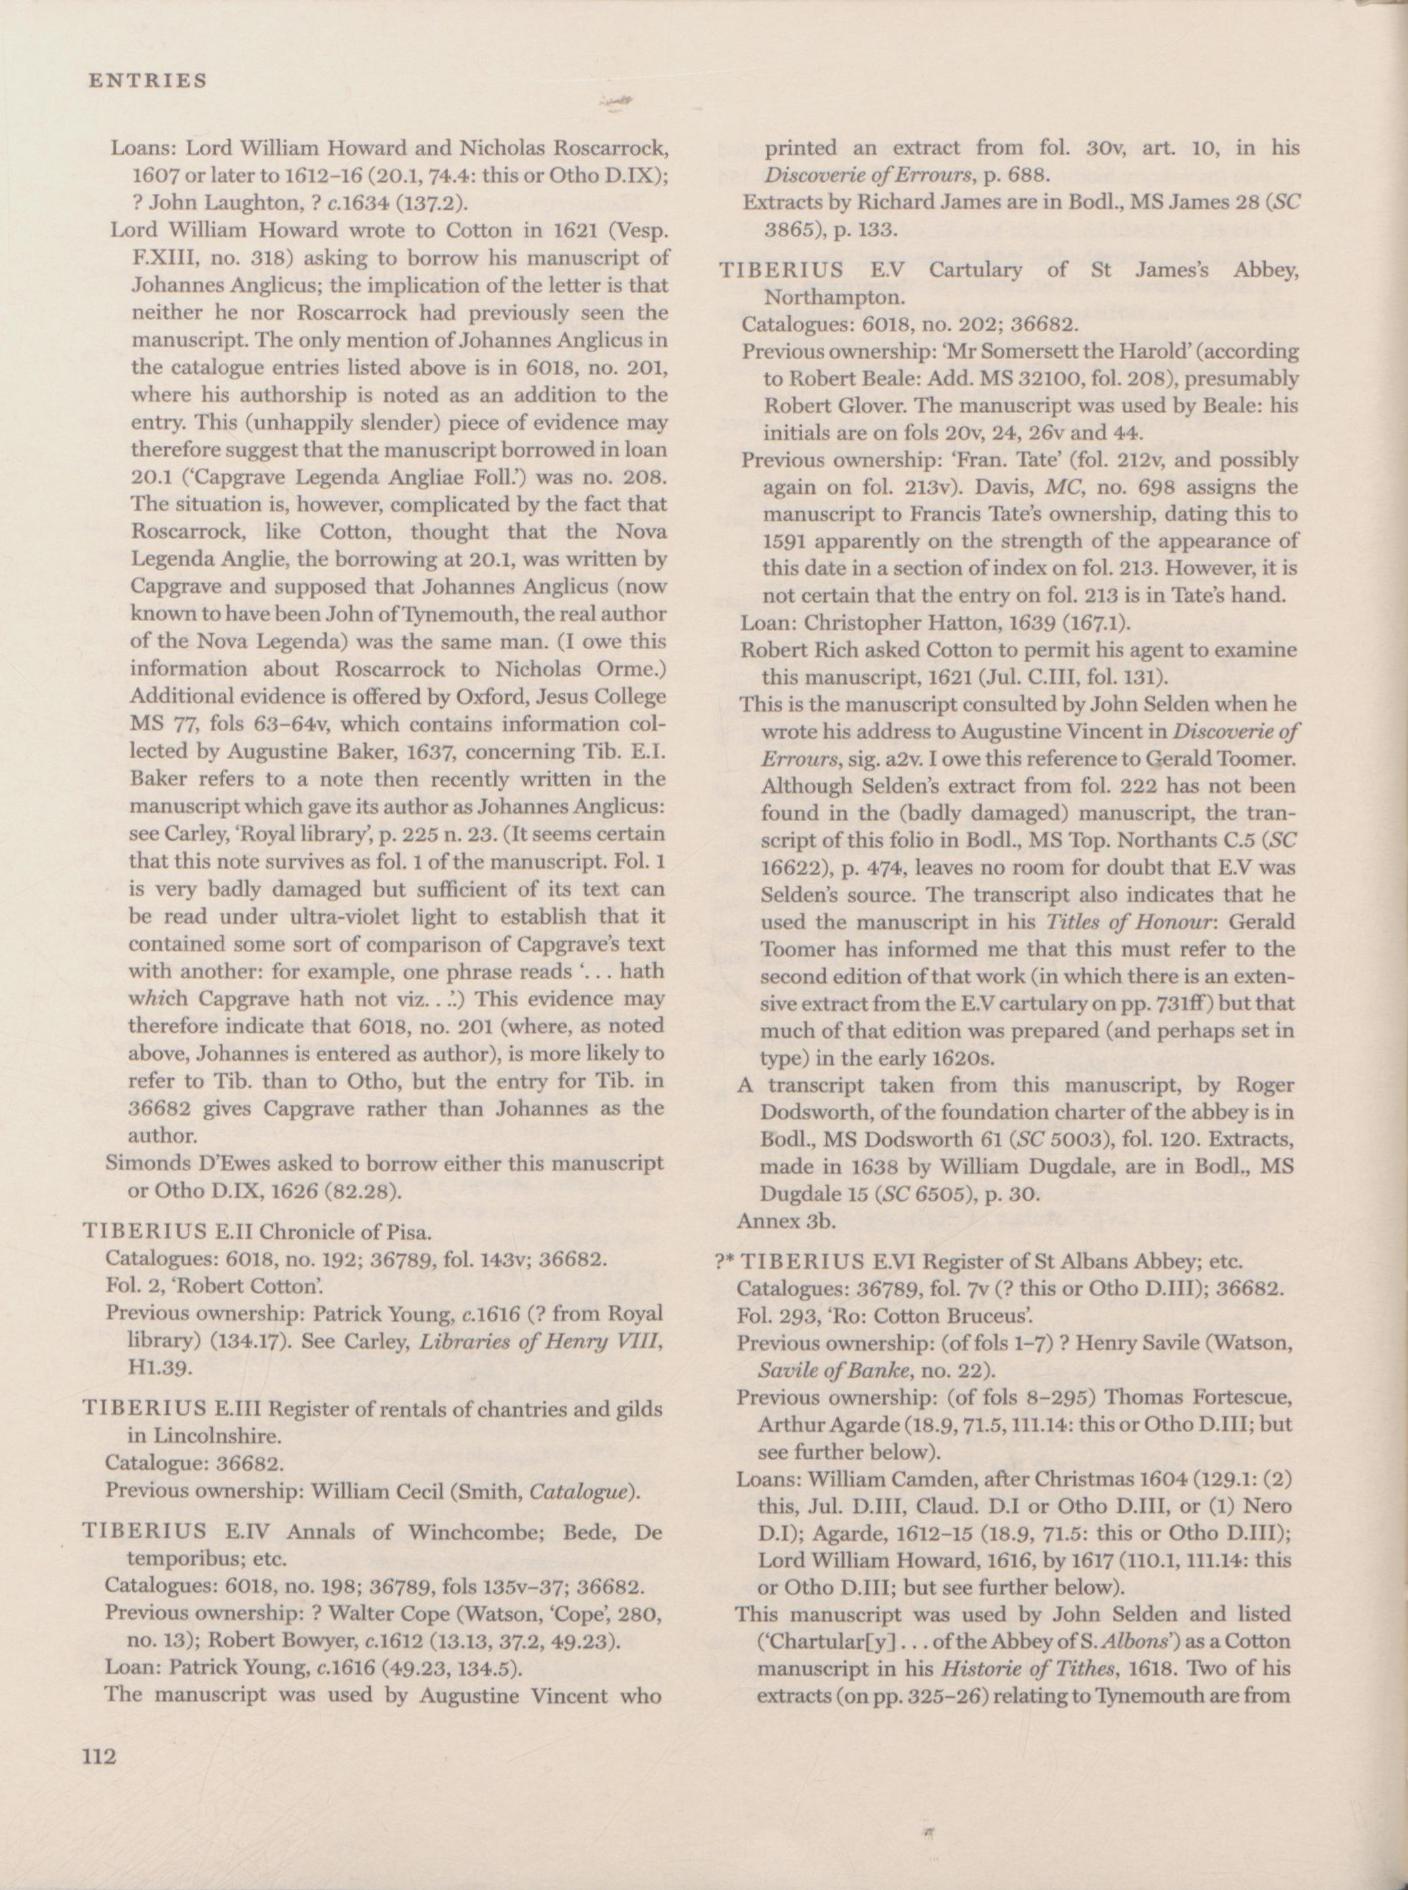 ENTRIES
Loans: Lord William Howard and Nicholas Roscarrock,
1607 or later to 1612–16 (20.1, 74.4: this or Otho D.IX);
? John Laughton, ? c.1634 (137.2).
Lord William Howard wrote to Cotton in 1621 (Vesp.
F.XIII, no. 318) asking to borrow his manuscript of
Johannes Anglicus; the implication of the letter is that
neither he nor Roscarrock had previously seen the
manuscript. The only mention of Johannes Anglicus in
the catalogue entries listed above is in 6018, no. 201,
where his authorship is noted as an addition to the
entry. This (unhappily slender) piece of evidence may
therefore suggest that the manuscript borrowed in loan
20.1 (‘Capgrave Legenda Angliae Foll.’) was no. 208.
The situation is, however, complicated by the fact that
Roscarrock, like Cotton, thought that the Nova
Legenda Anglie, the borrowing at 20.1, was written by
Capgrave and supposed that Johannes Anglicus (now
known to have been John of Tynemouth, the real author
of the Nova Legenda) was the same man. (I owe this
information about Roscarrock to Nicholas Orme.)
Additional evidence is offered by Oxford, Jesus College
MS 77, fols 63–64v, which contains information col-
lected by Augustine Baker, 1637, concerning Tib. E.I.
Baker refers to a note then recently written in the
manuscript which gave its author as Johannes Anglicus:
see Carley, ‘Royal library’, p. 225 n. 23. (It seems certain
that this note survives as fol. 1 of the manuscript. Fol. 1
is very badly damaged but sufficient of its text can
be read under ultra-violet light to establish that it
contained some sort of comparison of Capgrave’s text
with another: for example, one phrase reads ‘. . . hath
which Capgrave hath not viz. . .’.) This evidence may
therefore indicate that 6018, no. 201 (where, as noted
above, Johannes is entered as author), is more likely to
refer to Tib. than to Otho, but the entry for Tib. in
36682 gives Capgrave rather than Johannes as the
author.
Simonds D’Ewes asked to borrow either this manuscript
or Otho D.IX, 1626 (82.28).
TIBERIUS E.II Chronicle of Pisa.
Catalogues: 6018, no. 192; 36789, fol. 143v; 36682.
Fol. 2, ‘Robert Cotton’.
Previous ownership: Patrick Young, c.1616 (? from Royal
library) (134.17). See Carley, Libraries of Henry VIII,
H1.39.
TIBERIUS E.III Register of rentals of chantries and gilds
in Lincolnshire.
Catalogue: 36682.
Previous ownership: William Cecil (Smith, Catalogue).
TIBERIUS E.IV Annals of Winchcombe; Bede, De
temporibus; etc.
Catalogues: 6018, no. 198; 36789, fols 135v–37; 36682.
Previous ownership: ? Walter Cope (Watson, ‘Cope’, 280,
no. 13); Robert Bowyer, c.1612 (13.13, 37.2, 49.23).
Loan: Patrick Young, c.1616 (49.23, 134.5).
The manuscript was used by Augustine Vincent who
printed an extract from fol. 30v, art. 10, in his
Discoverie of Errours, p. 688.
Extracts by Richard James are in Bodl., MS James 28 (SC
3865), p. 133.
TIBERIUS E.V Cartulary of St James’s Abbey,
Northampton.
Catalogues: 6018, no. 202; 36682.
Previous ownership: ‘Mr Somersett the Harold’ (according
to Robert Beale: Add. MS 32100, fol. 208), presumably
Robert Glover. The manuscript was used by Beale: his
initials are on fols 20v, 24, 26v and 44.
Previous ownership: ‘Fran. Tate’ (fol. 212v, and possibly
again on fol. 213v). Davis, MC, no. 698 assigns the
manuscript to Francis Tate’s ownership, dating this to
1591 apparently on the strength of the appearance of
this date in a section of index on fol. 213. However, it is
not certain that the entry on fol. 213 is in Tate’s hand.
Loan: Christopher Hatton, 1639 (167.1).
Robert Rich asked Cotton to permit his agent to examine
this manuscript, 1621 (Jul. C.III, fol. 131).
This is the manuscript consulted by John Selden when he
wrote his address to Augustine Vincent in Discoverie of
Errours, sig. a2v. I owe this reference to Gerald Toomer.
Although Selden’s extract from fol. 222 has not been
found in the (badly damaged) manuscript, the tran-
script of this folio in Bodl., MS Top. Northants C.5 (SC
16622), p. 474, leaves no room for doubt that E.V was
Selden’s source. The transcript also indicates that he
used the manuscript in his Titles of Honour: Gerald
Toomer has informed me that this must refer to the
second edition of that work (in which there is an exten-
sive extract from the E.V cartulary on pp. 731ff) but that
much of that edition was prepared (and perhaps set in
type) in the early 1620s.
A transcript taken from this manuscript, by Roger
Dodsworth, of the foundation charter of the abbey is in
Bodl., MS Dodsworth 61 (SC 5003), fol. 120. Extracts,
made in 1638 by William Dugdale, are in Bodl., MS
Dugdale 15 (SC 6505), p. 30.
Annex 3b.
?* TIBERIUS E.VI Register of St Albans Abbey; etc.
Catalogues: 36789, fol. 7v (? this or Otho D.III); 36682.
Fol. 293, ‘Ro: Cotton Bruceus’.
Previous ownership: (of fols 1–7) ? Henry Savile (Watson,
Savile of Banke, no. 22).
Previous ownership: (of fols 8–295) Thomas Fortescue,
Arthur Agarde (18.9, 71.5, 111.14: this or Otho D.III; but
see further below).
Loans: William Camden, after Christmas 1604 (129.1: (2)
this, Jul. D.III, Claud. D.I or Otho D.III, or (1) Nero
D.I); Agarde, 1612–15 (18.9, 71.5: this or Otho D.III);
Lord William Howard, 1616, by 1617 (110.1, 111.14: this
or Otho D.III; but see further below).
This manuscript was used by John Selden and listed
(‘Chartular[y] . . . of the Abbey of S. Albons’) as a Cotton
manuscript in his Historie of Tithes, 1618. Two of his
extracts (on pp. 325–26) relating to Tynemouth are from
112